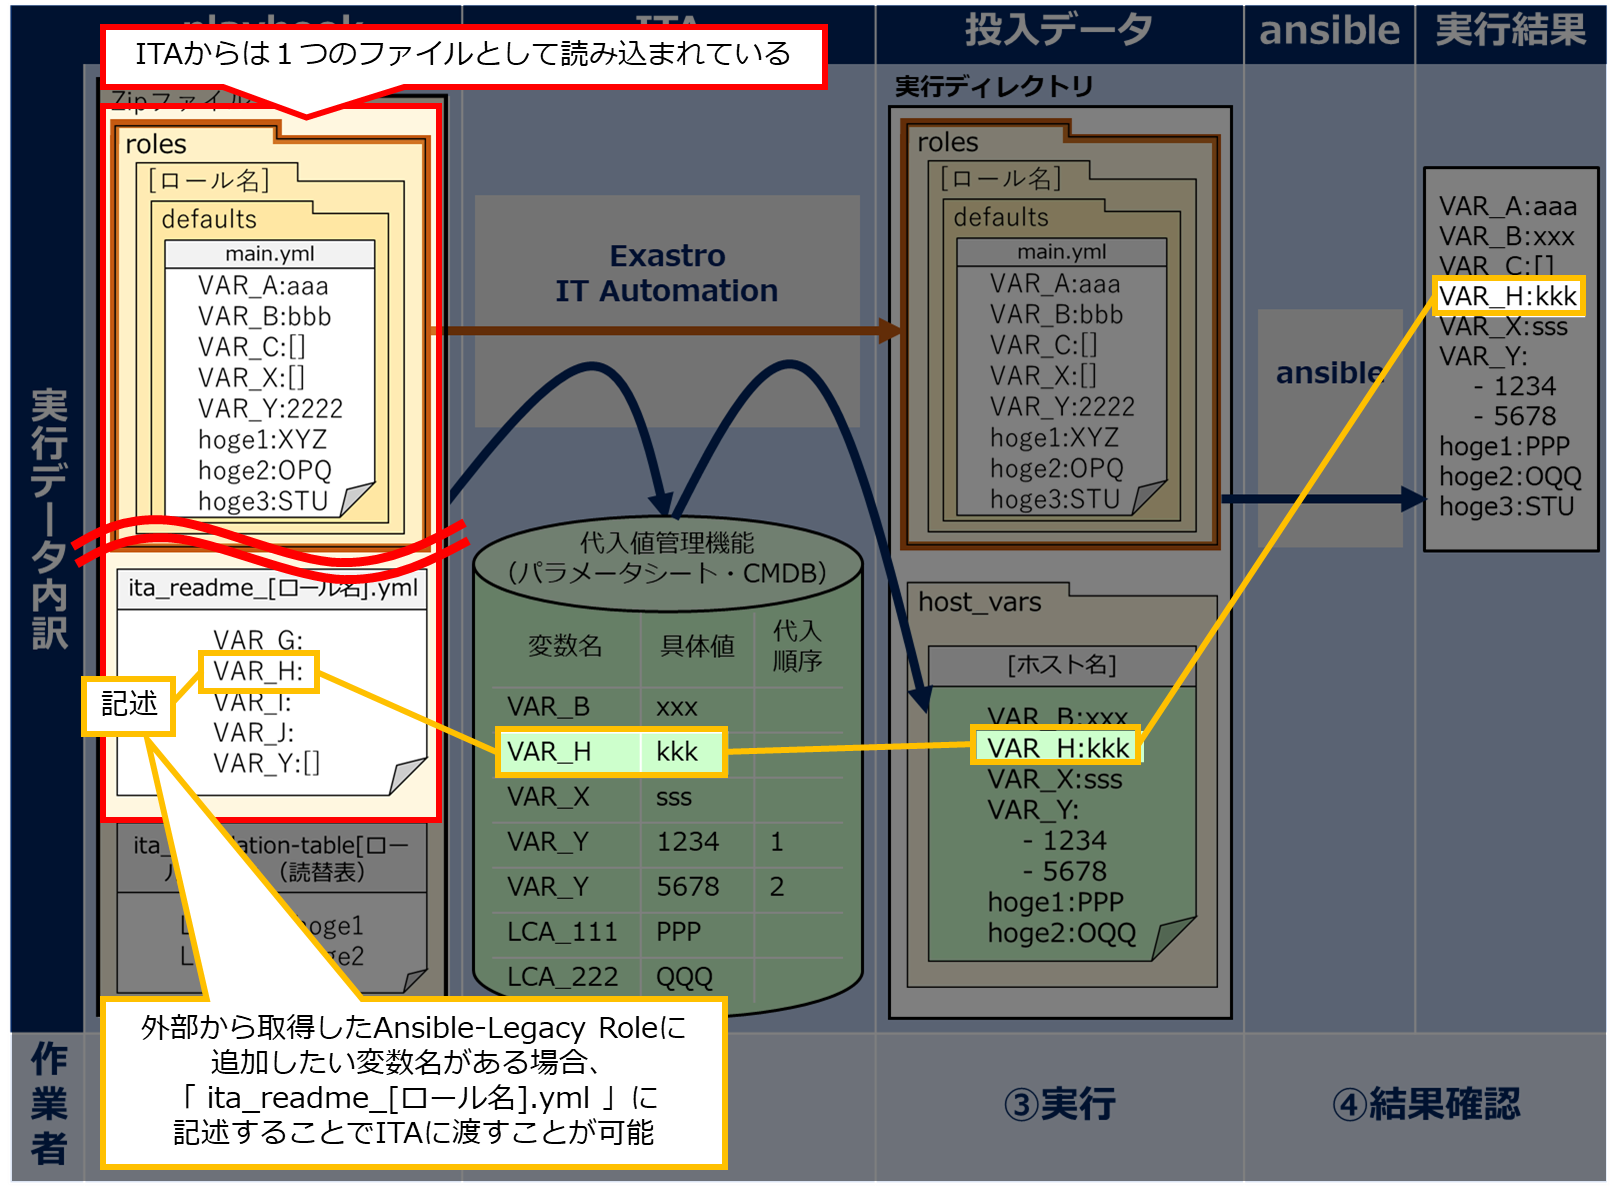 ITA
投入データ
ansible
実行結果
ITAからは１つのファイルとして読み込まれている
Zipファイル
roles
[ロール名]
defaults
main.yml
VAR_A:aaa
VAR_B:bbb
VAR_C:[]
VAR_X:[]
VAR_Y:2222
hoge1:XYZ
hoge2:OPQ
hoge3:STU
ita_readme_[ロール名].yml
VAR_G:
VAR_H:
VAR_I:
VAR_J:
VAR_Y:[]
記述
ation-table[ロー
（読替表）
hoge1
外部から取得したAnsible-Legacy Roleに
追加したい変数名がある場合、
「 ita_readme_[ロール名].yml 」に
記述することでITAに渡すことが可能
Exastro
IT Automation
代入値管理機能
（パラメータシート・CMDB）
変数名 具体値 代入
順序
VAR_B xxx
VAR_H kkk
VAR_X sss
VAR_Y 1234 1
VAR_Y 5678 2
LCA_111 PPP
LCA_222 QQQ
実行ディレクトリ
roles
[ロール名]
defaults
main.yml
VAR_A:aaa
VAR_B:bbb
VAR_C:[]
VAR_X:[]
VAR_Y:2222
hoge1:XYZ
hoge2:OPQ
hoge3:STU
host_vars
[ホスト名]
VAR_B:xxx
VAR_H:kkk
VAR_X:sss
VAR_Y:
- 1234
- 5678
hoge1:PPP
hoge2:OQQ
ansible
VAR_A:aaa
VAR_B:xxx
VAR_C:[]
VAR_H:kkk
VAR_X:sss
VAR_Y:
- 1234
- 5678
hoge1:PPP
hoge2:OQQ
hoge3:STU
実行データ内訳
作業者
③実行
④結果確認